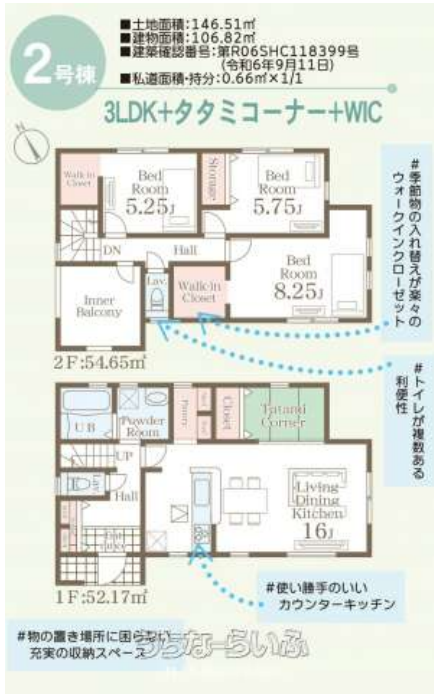 2号棟
■土地面積:146.51㎡
■建物面積:106.82㎡
■建築確認番号:第R06SHC118399号
(令和6年9月11日)
■私道面積・持分:0.66㎡×1/1
3LDK+タタミコーナー+WIC
N
Walk in
Closet
Bed
Room
5.25J
Storage
Bed
Room
5.75J
DN
Hall
Inner
Balcony
Lav.
Walk-in
Closet
Bed
Room
8.25J
2F:54.65㎡
#季節物の入れ替えが楽々の
ウォークインクローゼット
#トイレが複数ある
利便性
UB
Powder
Room
Pantry
Closet
Tatami
Corner
UP
Lav.
Hall
Living
Dining
Kitchen
16J
1F:52.17㎡
#使い勝手のいい
カウンターキッチン
#物の置き場所に困らない
充実の収納スペース
うちなーらいふ